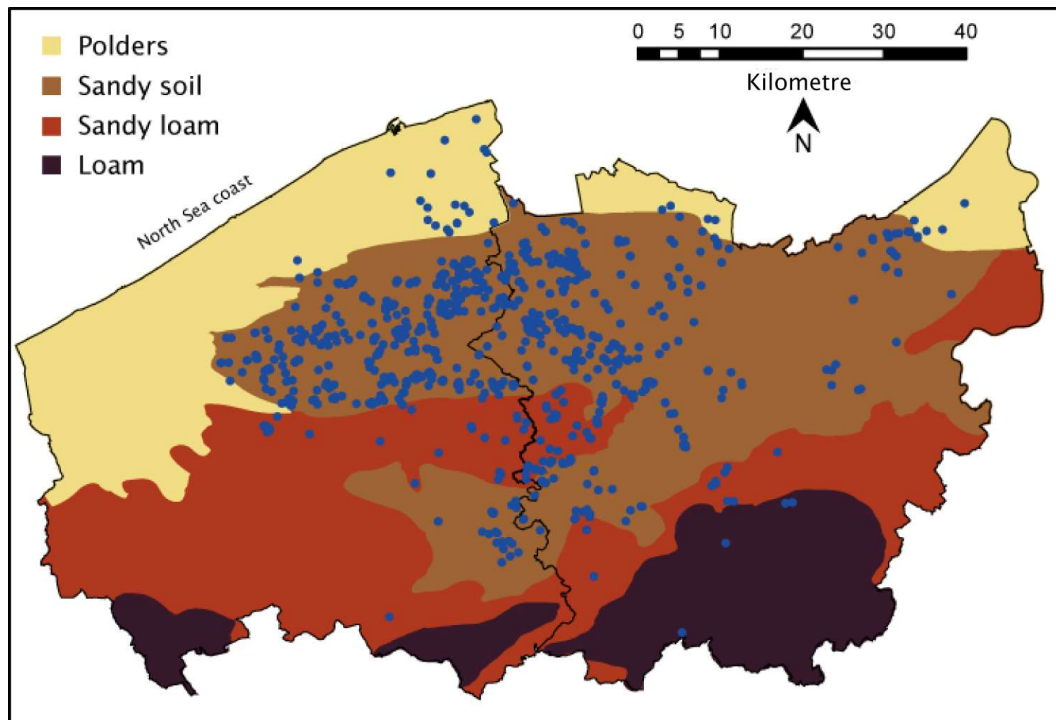 Polders
Sandy soil
Sandy loam
Loam
0 5 10 20 30 40
Kilometre
N
North Sea coast